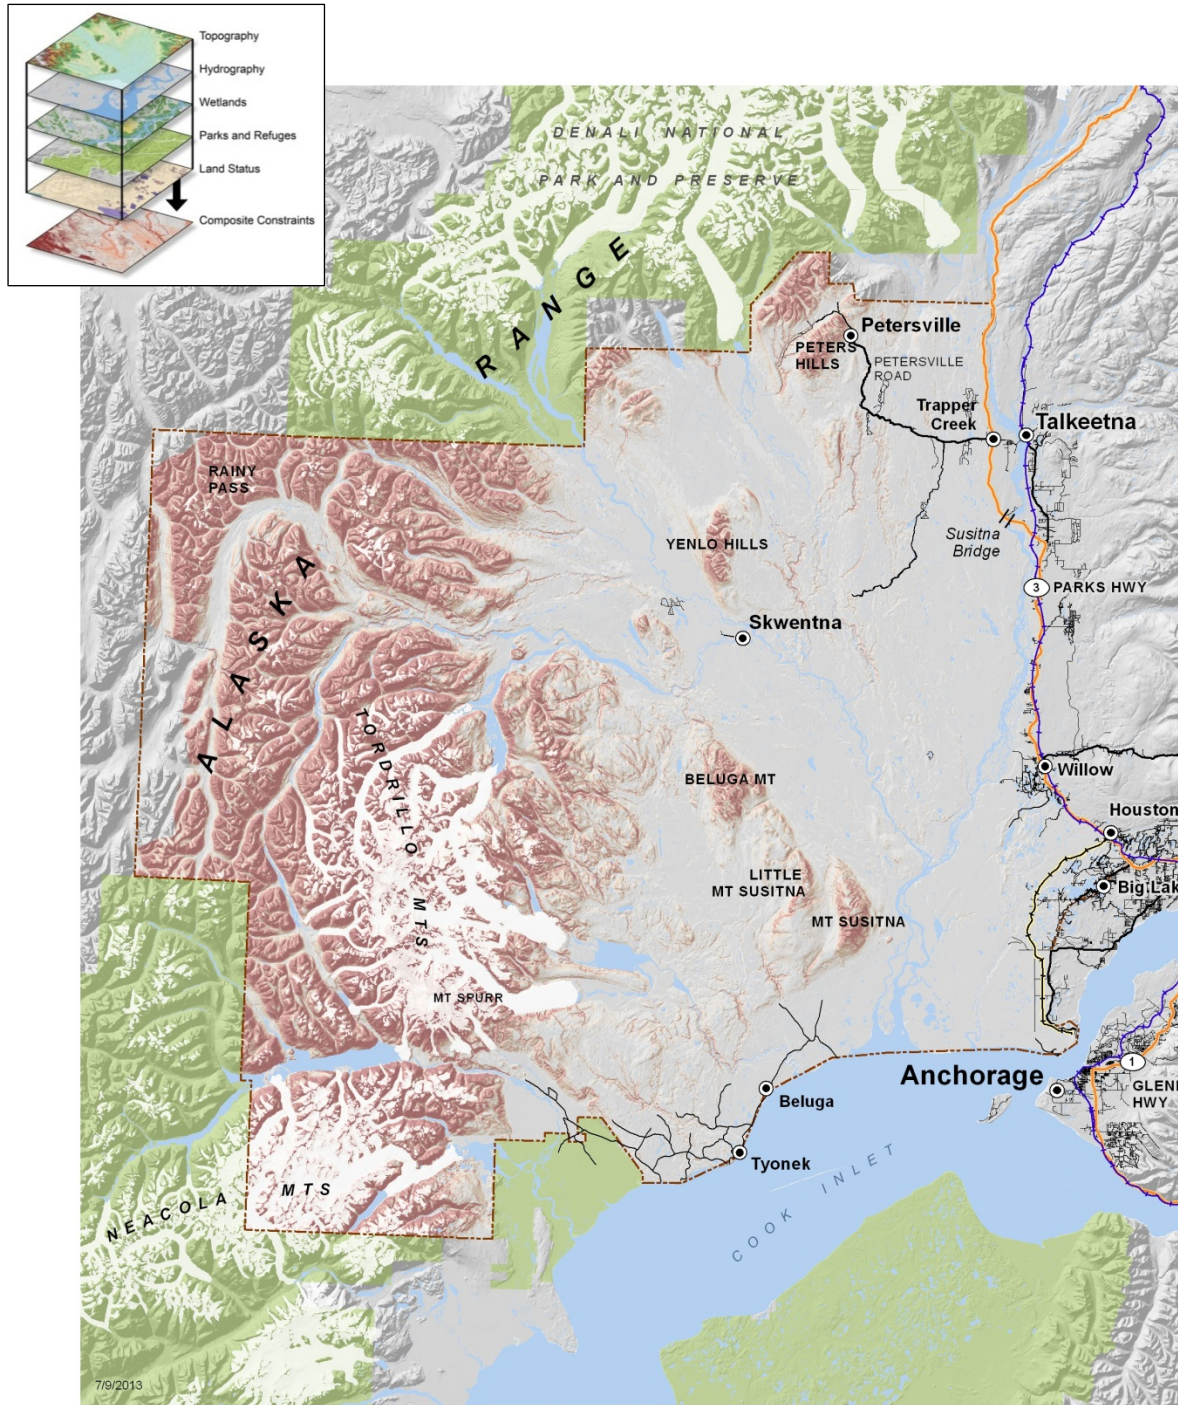 Topography
Hydrography
Wetlands
Parks and Refuges
Land Status
Composite Constraints
DENALI NATIONAL
PARK AND PRESERVE
RANGE
Petersville
PETERS
HILLS
PETERSVILLE
ROAD
Trapper
Creek
Talkeetna
RAINY
PASS
YENLO HILLS
Susitna
Bridge
ALASKA
3
PARKS HWY
Skwentna
TORDRILLO MTS
BELUGA MT
Willow
Houston
LITTLE
MT SUSITNA
Big Lak
MT SUSITNA
MT SPURR
Anchorage
1
GLEN
HWY
Beluga
Tyonek
COOK INLET
NEACOLA MTS
7/9/2013